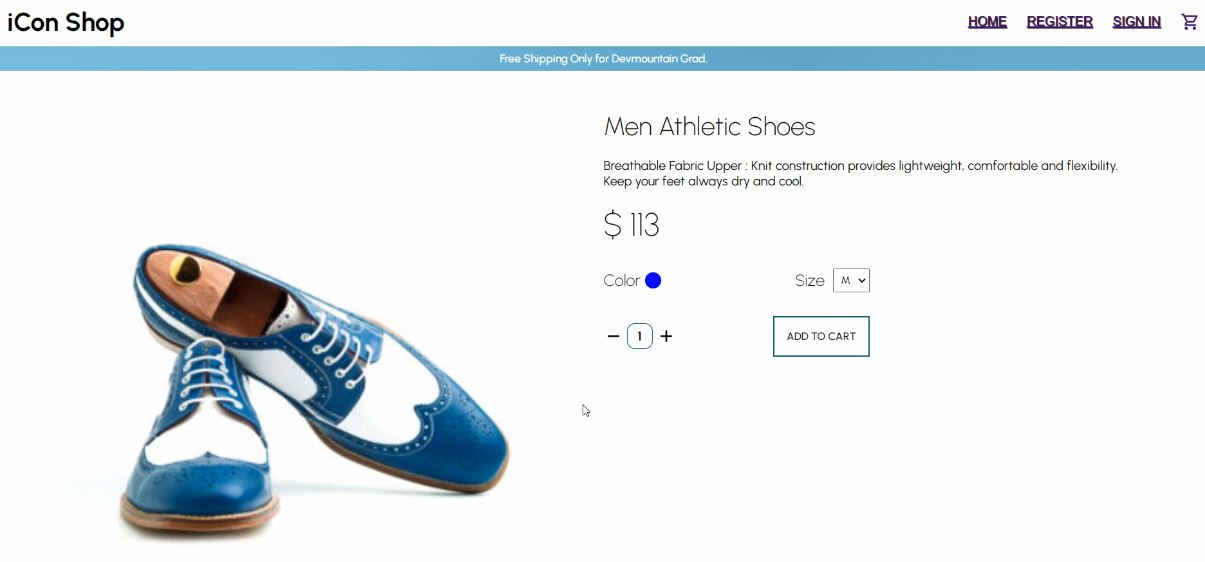 iCon Shop
HOME REGISTER SIGN IN
Free Shipping Only for Devmountain Grad.
Men Athletic Shoes
Breathable Fabric Upper : Knit construction provides lightweight, comfortable and flexibility.
Keep your feet always dry and cool.
$ 113
Color Size M
− 1 + ADD TO CART